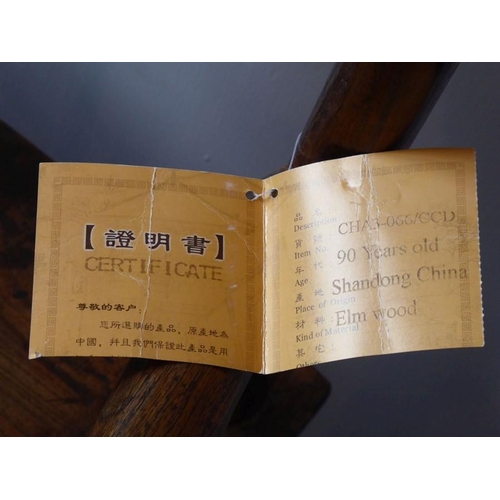 【證明書】
CERTIFICATE
尊敬的客户
您所選購的產品，原產地為
中國，并且我們保證此產品是用
品名
Description
CHA3-066/CCD
貨號
Item No.
90 Years old
年代
Age
Shandong China
產地
Place of Origin
Elm wood
材料:
Kind of Material
其它: